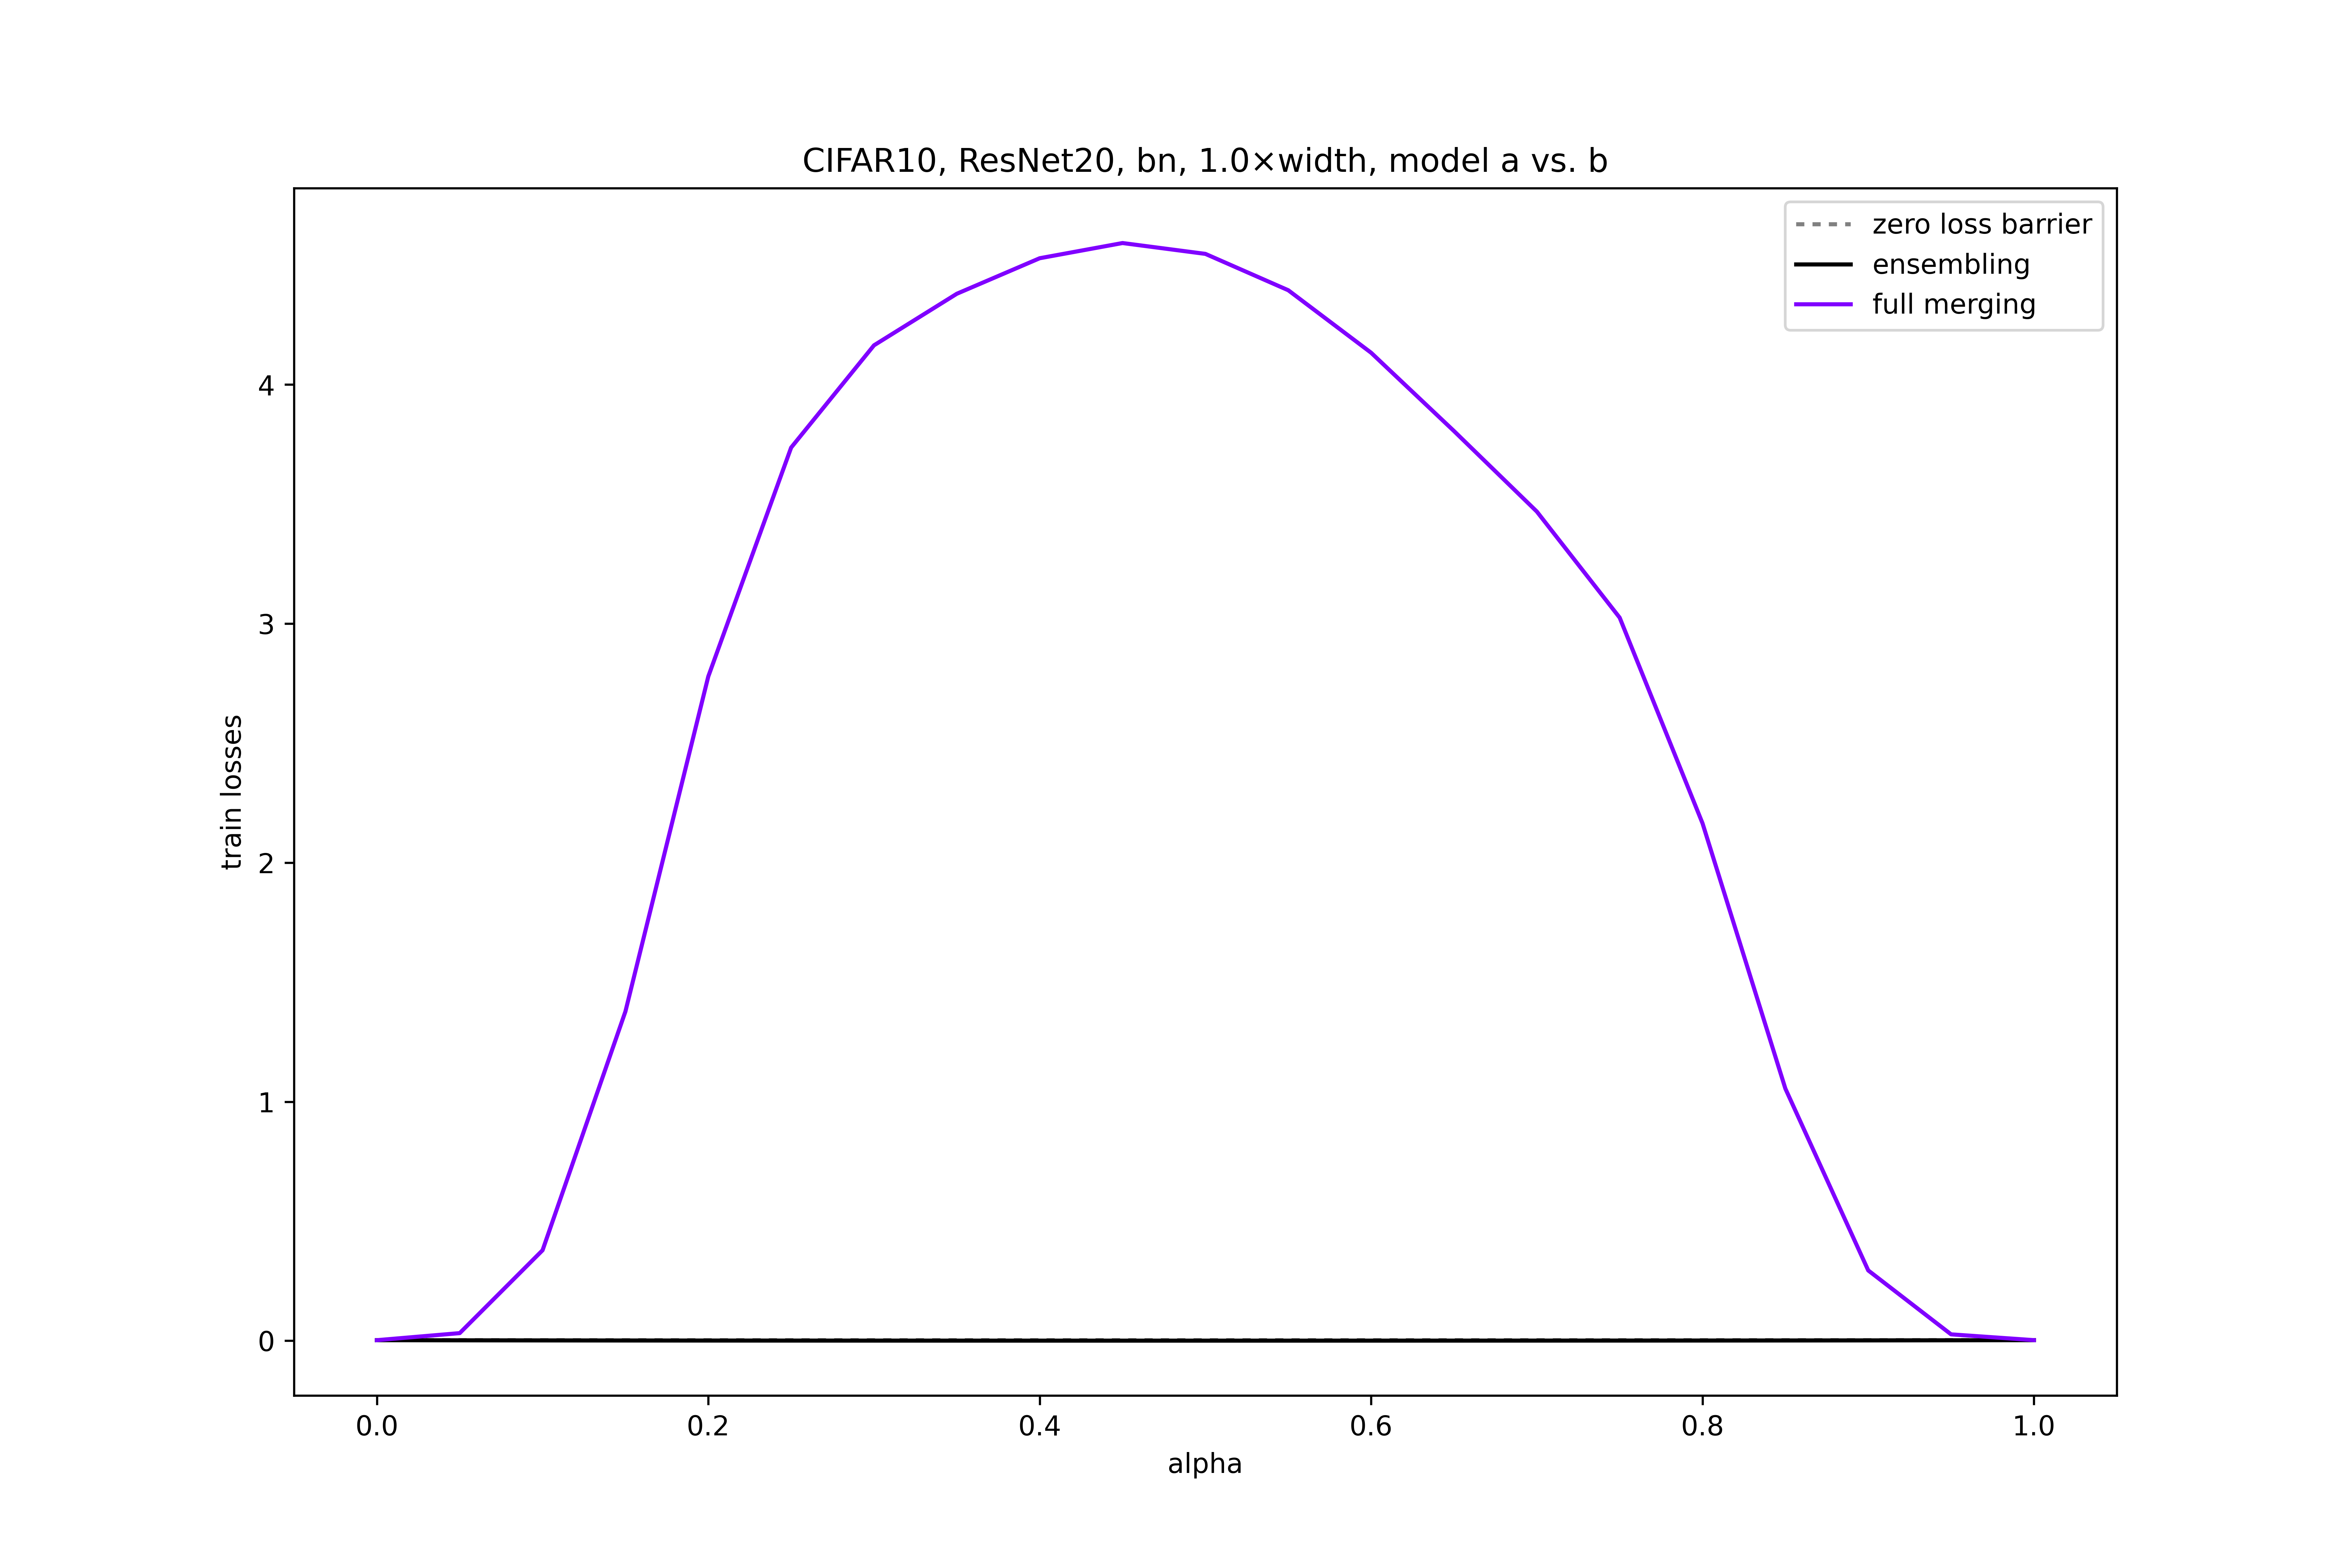 CIFAR10, ResNet20, bn, 1.0×width, model a vs. b
zero loss barrier
ensembling
full merging
train losses
4
3
2
1
0
0.0 0.2 0.4 0.6 0.8 1.0
alpha